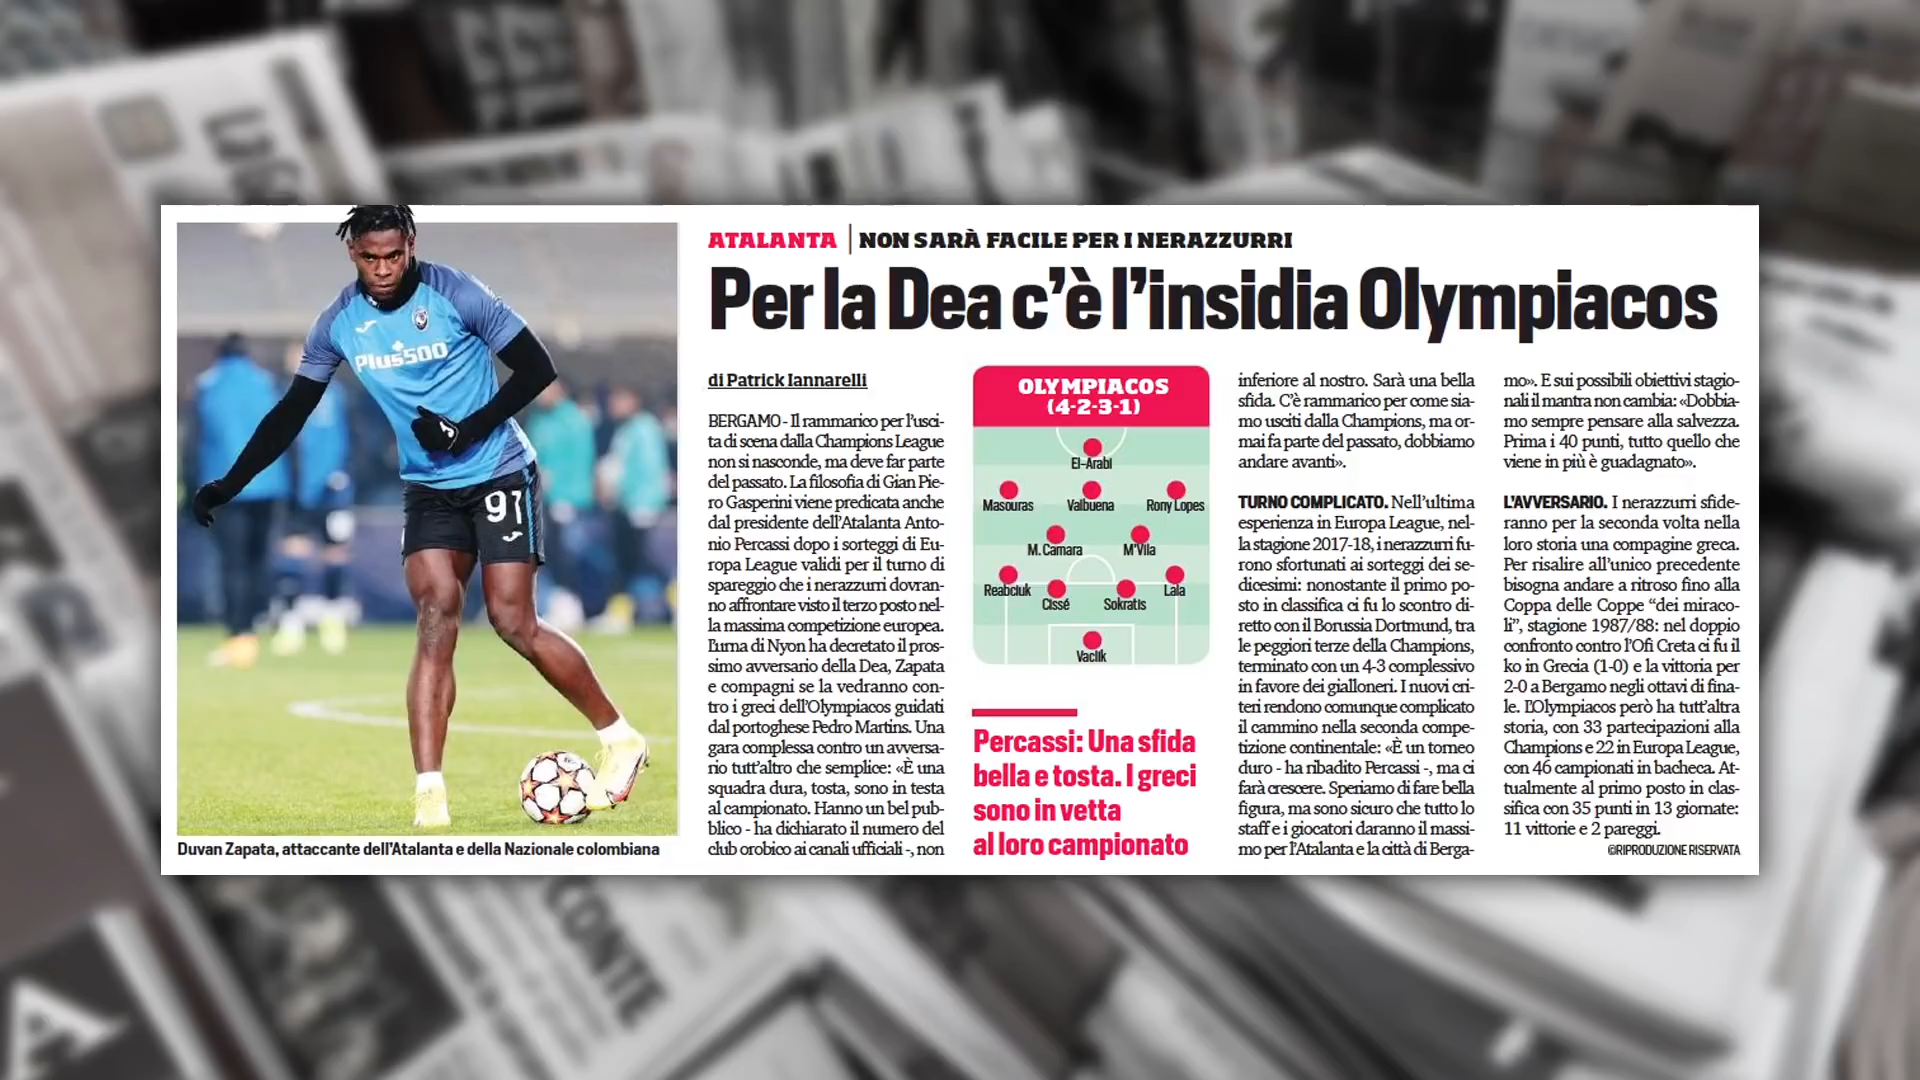 ATALANTA | NON SARÀ FACILE PER I NERAZZURRI
Per la Dea c'è l'insidia Olympiacos
Plus500
91
Duvan Zapata, attaccante dell'Atalanta e della Nazionale colombiana
di Patrick Iannarelli
BERGAMO - Il rammarico per l'usci-
ta di scena dalla Champions League
non si nasconde, ma deve far parte
del passato. La filosofia di Gian Pie-
ro Gasperini viene predicata anche
dal presidente dell'Atalanta Anto-
nio Percassi dopo i sorteggi di Eu-
ropa League validi per il turno di
spareggio che i nerazzurri dovran-
no affrontare visto il terzo posto nel-
la massima competizione europea.
L'urna di Nyon ha decretato il pros-
simo avversario della Dea, Zapata
e compagni se la vedranno con-
tro i greci dell'Olympiacos guidati
dal portoghese Pedro Martins. Una
gara complessa contro un avversa-
rio tutt'altro che semplice: «È una
squadra dura, tosta, sono in testa
al campionato. Hanno un bel pub-
blico - ha dichiarato il numero del
club orobico ai canali ufficiali -, non
OLYMPIACOS
(4-2-3-1)
El-Arabi
Masouras Valbuena Rony Lopes
M. Camara M'Vila
Reabciuk Cissé Sokratis Lala
Vaclik
Percassi: Una sfida
bella e tosta. I greci
sono in vetta
al loro campionato
inferiore al nostro. Sarà una bella
sfida. C'è rammarico per come sia-
mo usciti dalla Champions, ma or-
mai fa parte del passato, dobbiamo
andare avanti».
TURNO COMPLICATO. Nell'ultima
esperienza in Europa League, nel-
la stagione 2017-18, i nerazzurri fu-
rono sfortunati ai sorteggi dei se-
dicesimi: nonostante il primo po-
sto in classifica ci fu lo scontro di-
retto con il Borussia Dortmund, tra
le peggiori terze della Champions,
terminato con un 4-3 complessivo
in favore dei gialloneri. I nuovi cri-
teri rendono comunque complicato
il cammino nella seconda compe-
tizione continentale: «È un torneo
duro - ha ribadito Percassi -, ma ci
farà crescere. Speriamo di fare bella
figura, ma sono sicuro che tutto lo
staff e i giocatori daranno il massi-
mo per l'Atalanta e la città di Berga-
mo». E sui possibili obiettivi stagio-
nali il mantra non cambia: «Dobbia-
mo sempre pensare alla salvezza.
Prima i 40 punti, tutto quello che
viene in più è guadagnato».
L'AVVERSARIO. I nerazzurri sfide-
ranno per la seconda volta nella
loro storia una compagine greca.
Per risalire all'unico precedente
bisogna andare a ritroso fino alla
Coppa delle Coppe “dei miraco-
li”, stagione 1987/88: nel doppio
confronto contro l'Ofi Creta ci fu il
ko in Grecia (1-0) e la vittoria per
2-0 a Bergamo negli ottavi di fina-
le. L'Olympiacos però ha tutt'altra
storia, con 33 partecipazioni alla
Champions e 22 in Europa League,
con 46 campionati in bacheca. At-
tualmente al primo posto in clas-
sifica con 35 punti in 13 giornate:
11 vittorie e 2 pareggi.
©RIPRODUZIONE RISERVATA
CONTE